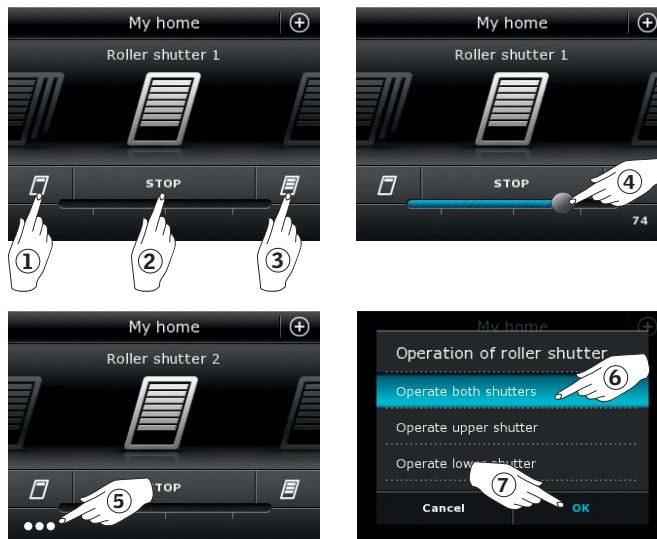 My home
Roller shutter 1
STOP
1
2
3
My home
Roller shutter 1
STOP
4
74
My home
Roller shutter 2
TOP
5
My home
Operation of roller shutter
6
Operate both shutters
Operate upper shutter
Operate lower shutter
7
Cancel
OK